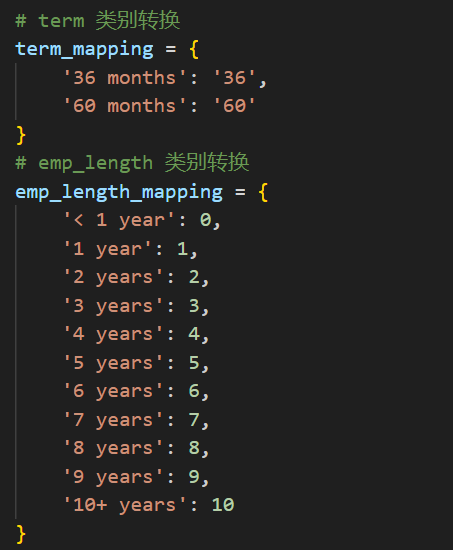 # term 类别转换
term_mapping = {
    '36 months': '36',
    '60 months': '60'
}
# emp_length 类别转换
emp_length_mapping = {
    '< 1 year': 0,
    '1 year': 1,
    '2 years': 2,
    '3 years': 3,
    '4 years': 4,
    '5 years': 5,
    '6 years': 6,
    '7 years': 7,
    '8 years': 8,
    '9 years': 9,
    '10+ years': 10
}